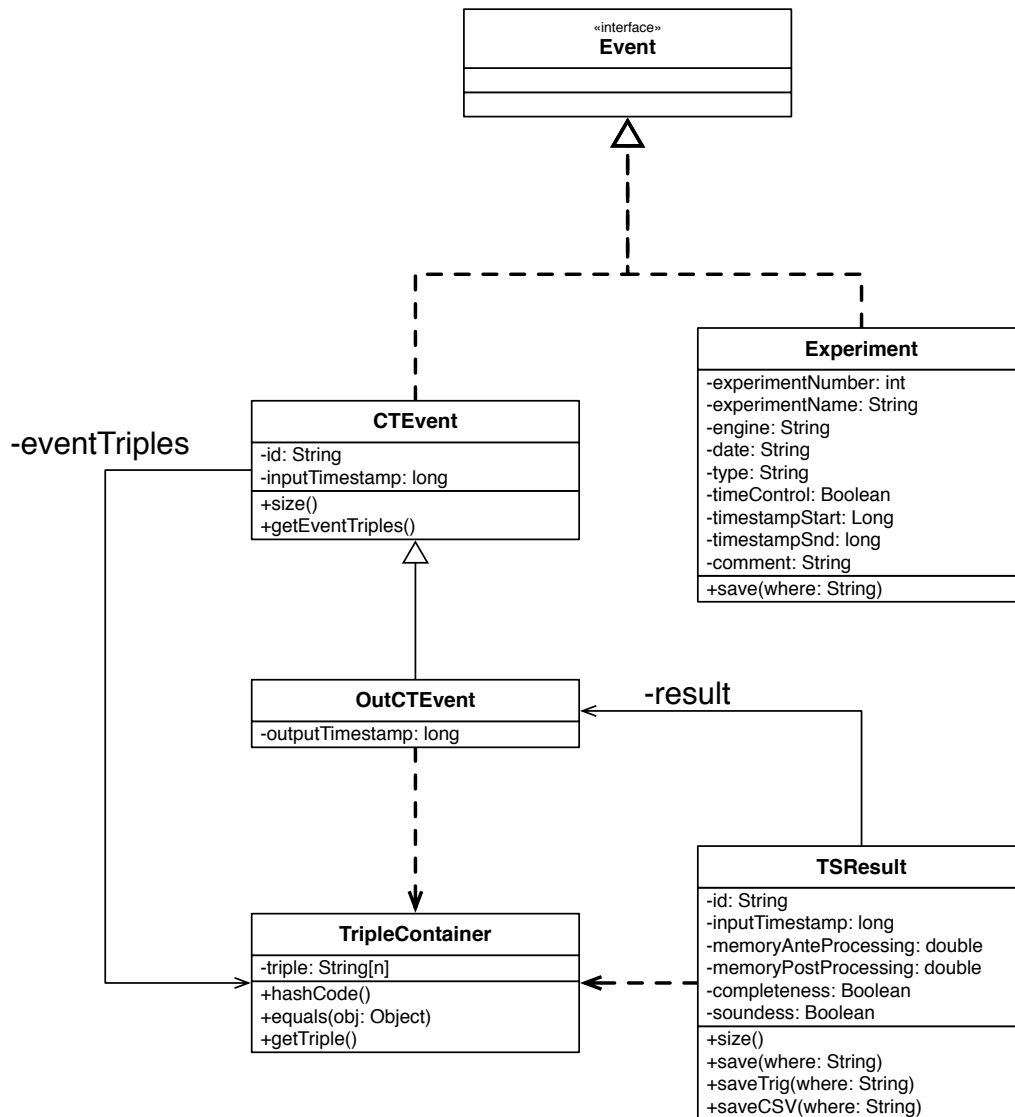 «interface»
Event
Experiment
-experimentNumber: int
-experimentName: String
-engine: String
-date: String
-type: String
-timeControl: Boolean
-timestampStart: Long
-timestampSnd: long
-comment: String
+save(where: String)
-eventTriples
CTEvent
-id: String
-inputTimestamp: long
+size()
+getEventTriples()
OutCTEvent
-outputTimestamp: long
-result
TSResult
-id: String
-inputTimestamp: long
-memoryAnteProcessing: double
-memoryPostProcessing: double
-completeness: Boolean
-soundess: Boolean
+size()
+save(where: String)
+saveTrig(where: String)
+saveCSV(where: String)
TripleContainer
-triple: String[n]
+hashCode()
+equals(obj: Object)
+getTriple()